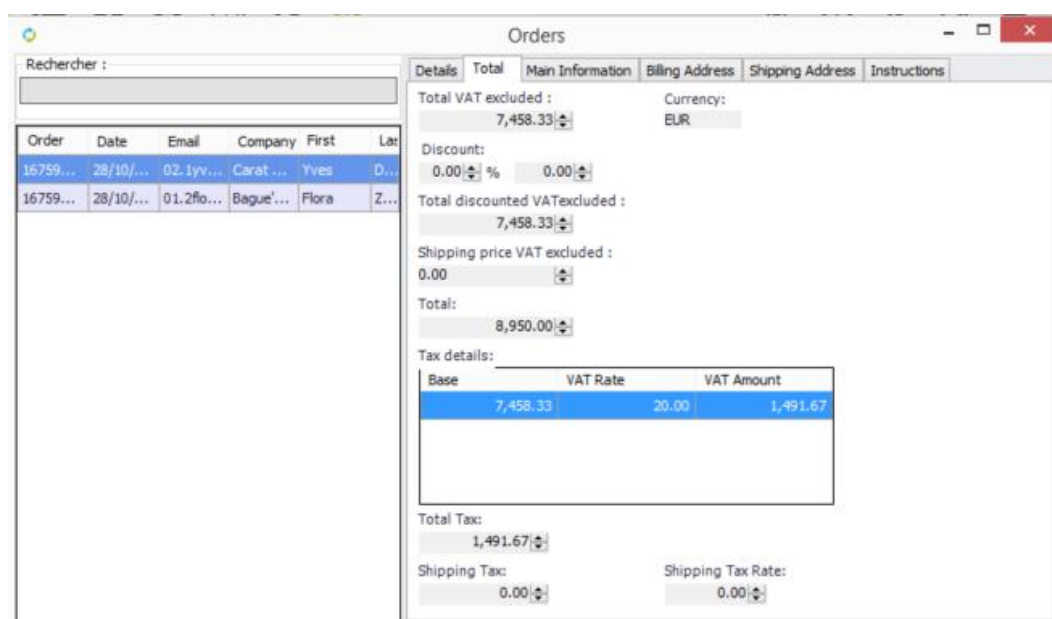 Orders
Rechercher :
Order Date Email Company First Las
16759... 28/10/... 02.1yv... Carat ... Yves D...
16759... 28/10/... 01.2flo... Bague'... Flora Z...
Details Total Main Information Billing Address Shipping Address Instructions
Total VAT excluded : Currency:
7,458.33 EUR
Discount:
0.00 % 0.00
Total discounted VATexcluded :
7,458.33
Shipping price VAT excluded :
0.00
Total:
8,950.00
Tax details:
Base VAT Rate VAT Amount
7,458.33 20.00 1,491.67
Total Tax:
1,491.67
Shipping Tax: Shipping Tax Rate:
0.00 0.00